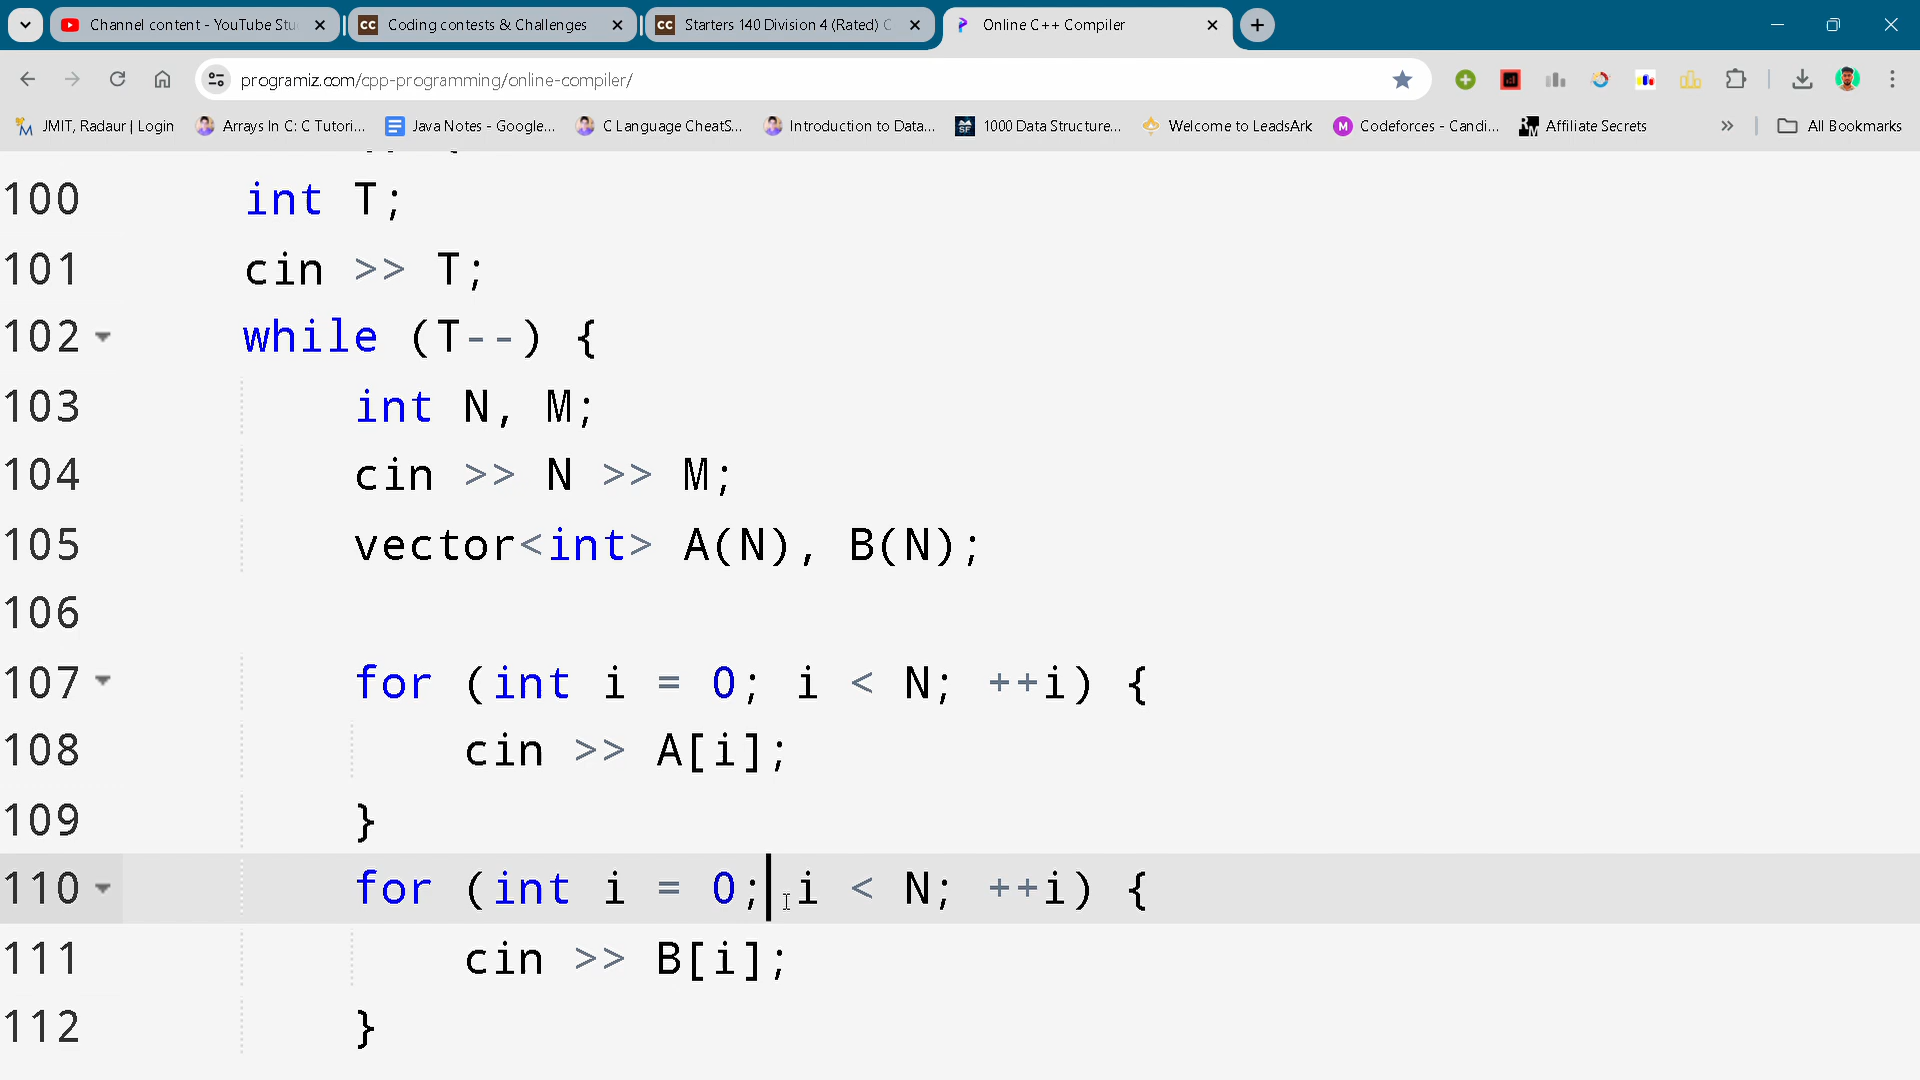 Channel content - YouTube Stu
Coding contests & Challenges
Starters 140 Division 4 (Rated) C
Online C++ Compiler
programiz.com/cpp-programming/online-compiler/
JMIT, Radaur | Login
Arrays In C: C Tutori...
Java Notes - Google...
C Language CheatS...
Introduction to Data...
1000 Data Structure...
Welcome to LeadsArk
Codeforces - Candi...
Affiliate Secrets
All Bookmarks
100 int T;
101 cin >> T;
102 while (T--) {
103 int N, M;
104 cin >> N >> M;
105 vector<int> A(N), B(N);
106
107 for (int i = 0; i < N; ++i) {
108 cin >> A[i];
109 }
110 for (int i = 0; i < N; ++i) {
111 cin >> B[i];
112 }